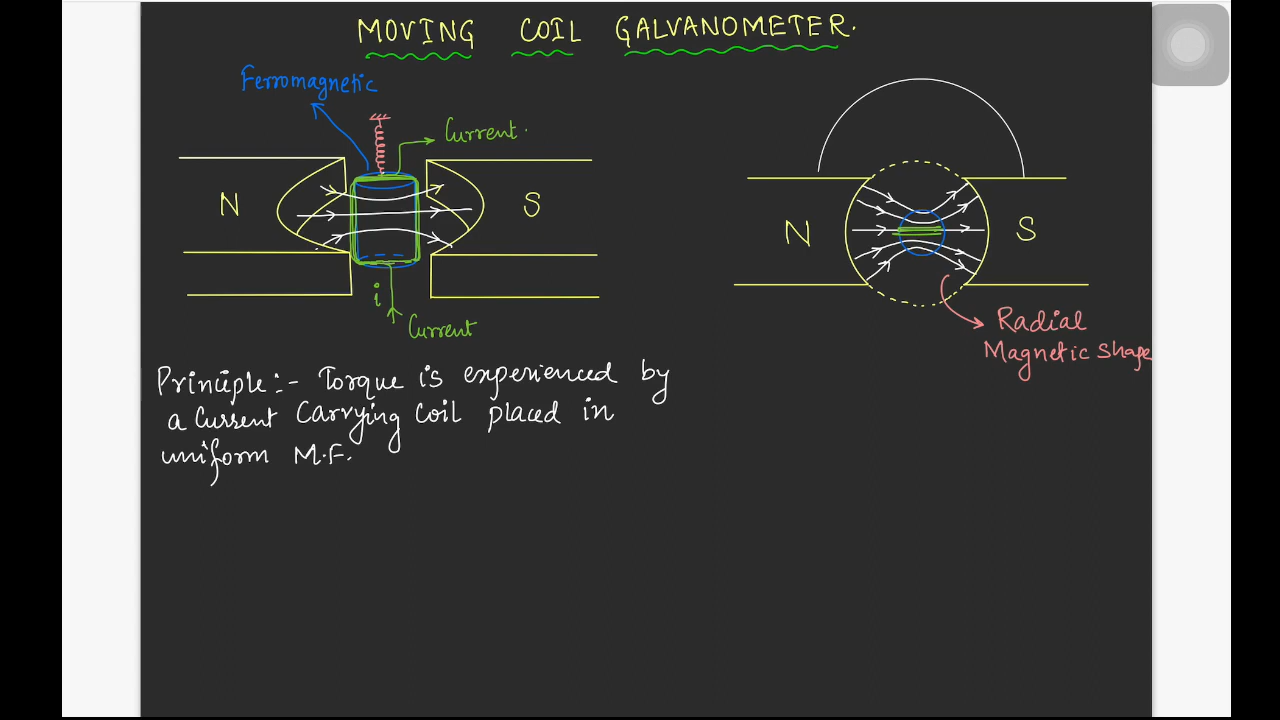 MOVING COIL GALVANOMETER.
Ferromagnetic
Current.
N
S
i
Current
N
S
Radial
Magnetic Shape
Principle:- Torque is experienced by
a Current Carrying Coil placed in
uniform M.F.